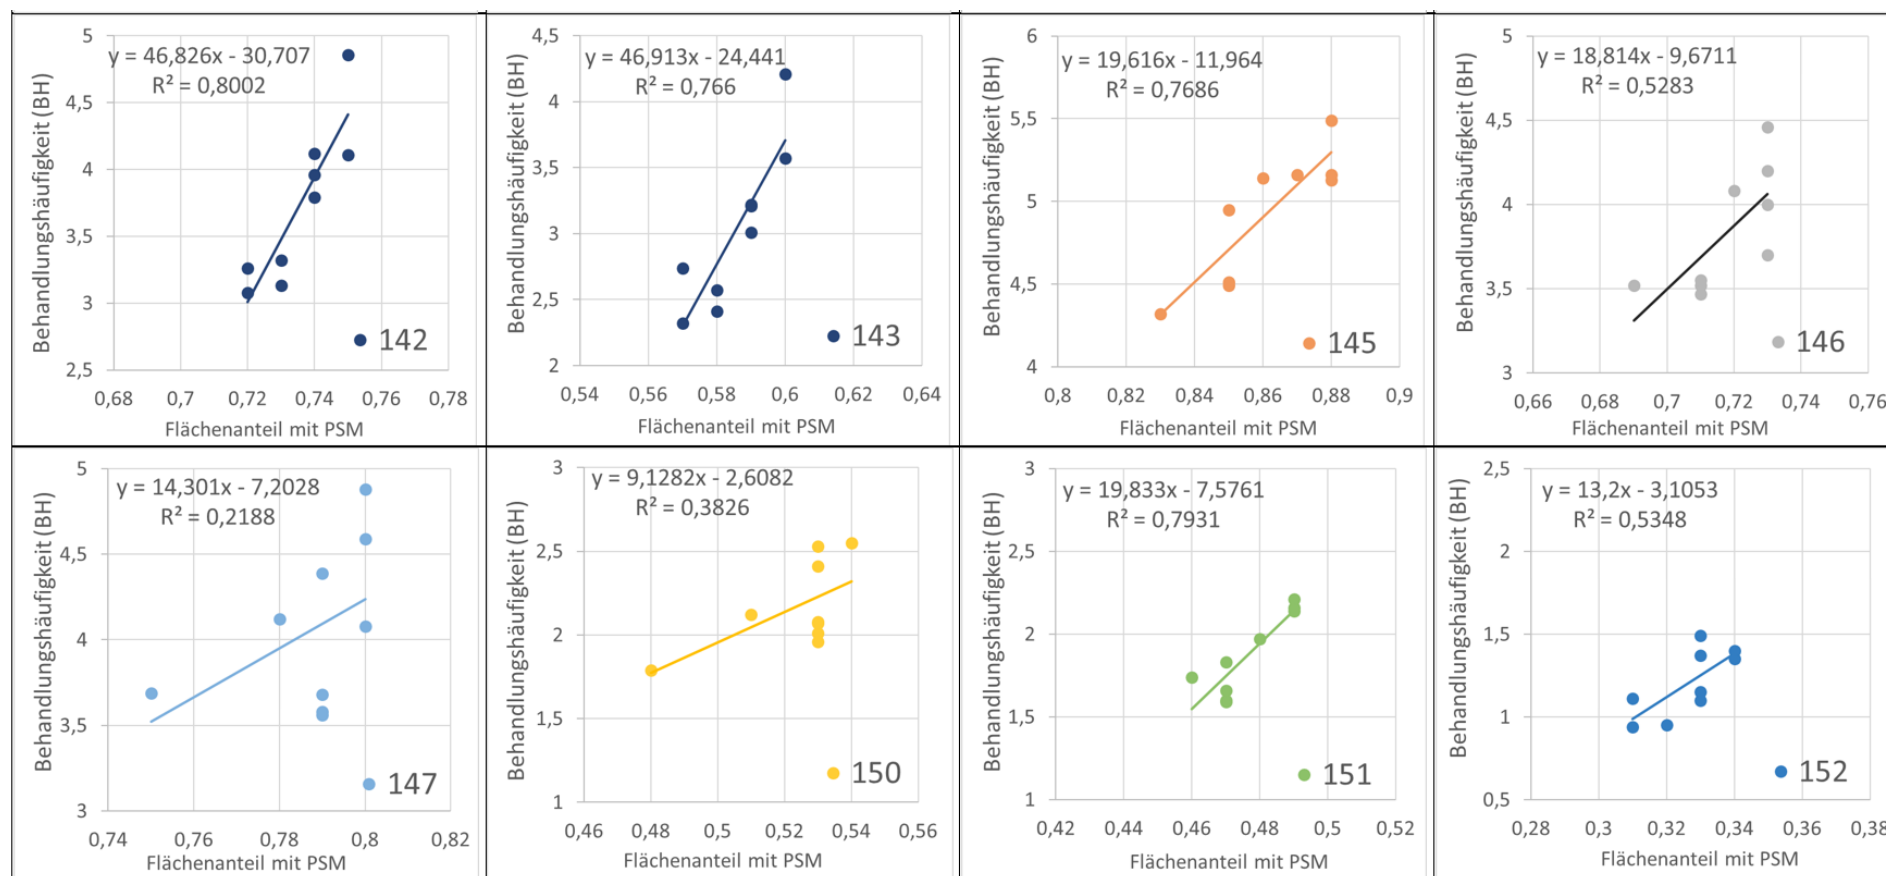 y = 46,826x - 30,707
R² = 0,8002
Behandlungshäufigkeit (BH)
5
4,5
4
3,5
3
2,5
0,68 0,7 0,72 0,74 0,76 0,78
Flächenanteil mit PSM
142
y = 46,913x - 24,441
R² = 0,766
Behandlungshäufigkeit (BH)
4,5
4
3,5
3
2,5
2
0,54 0,56 0,58 0,6 0,62 0,64
Flächenanteil mit PSM
143
y = 19,616x - 11,964
R² = 0,7686
Behandlungshäufigkeit (BH)
6
5,5
5
4,5
4
0,8 0,82 0,84 0,86 0,88 0,9
Flächenanteil mit PSM
145
y = 18,814x - 9,6711
R² = 0,5283
Behandlungshäufigkeit (BH)
5
4,5
4
3,5
3
0,66 0,68 0,7 0,72 0,74 0,76
Flächenanteil mit PSM
146
y = 14,301x - 7,2028
R² = 0,2188
Behandlungshäufigkeit (BH)
5
4,5
4
3,5
3
0,74 0,76 0,78 0,8 0,82
Flächenanteil mit PSM
147
y = 9,1282x - 2,6082
R² = 0,3826
Behandlungshäufigkeit (BH)
3
2,5
2
1,5
1
0,46 0,48 0,5 0,52 0,54 0,56
Flächenanteil mit PSM
150
y = 19,833x - 7,5761
R² = 0,7931
Behandlungshäufigkeit (BH)
3
2,5
2
1,5
1
0,42 0,44 0,46 0,48 0,5 0,52
Flächenanteil mit PSM
151
y = 13,2x - 3,1053
R² = 0,5348
Behandlungshäufigkeit (BH)
2,5
2
1,5
1
0,5
0,28 0,3 0,32 0,34 0,36 0,38
Flächenanteil mit PSM
152